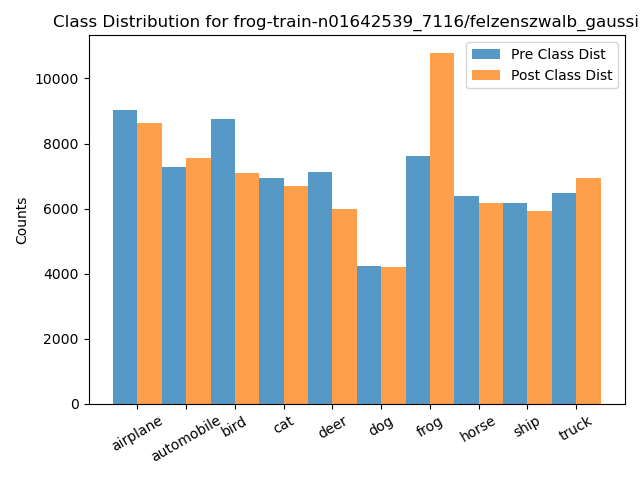 Class Distribution for frog-train-n01642539_7116/felzenszwalb_gaussi
Pre Class Dist
Post Class Dist
Counts
10000
8000
6000
4000
2000
0
airplane
automobile
bird
cat
deer
dog
frog
horse
ship
truck